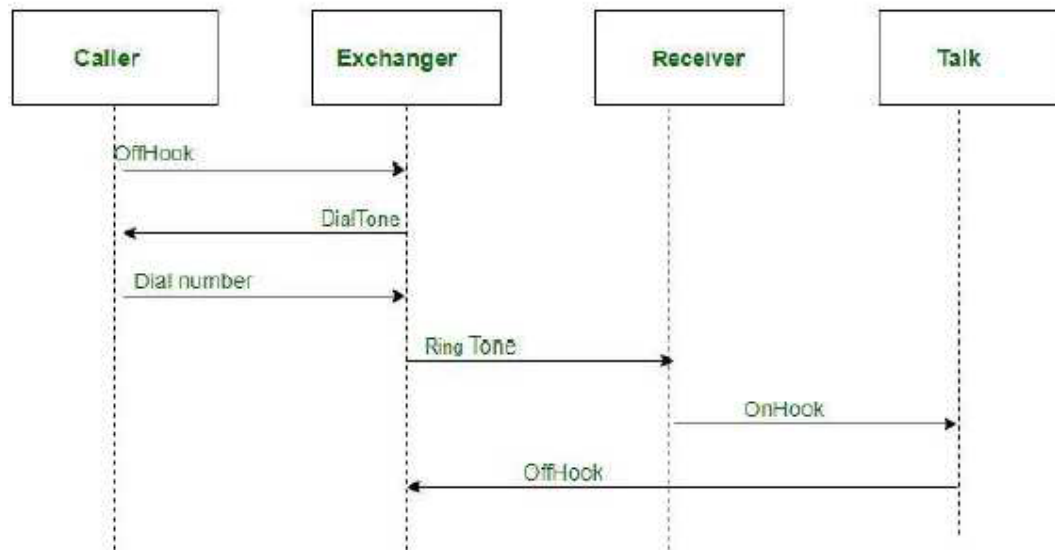 Caller
Exchanger
Receiver
Talk
OffHook
DialTone
Dial number
Ring Tone
OnHook
OffHook